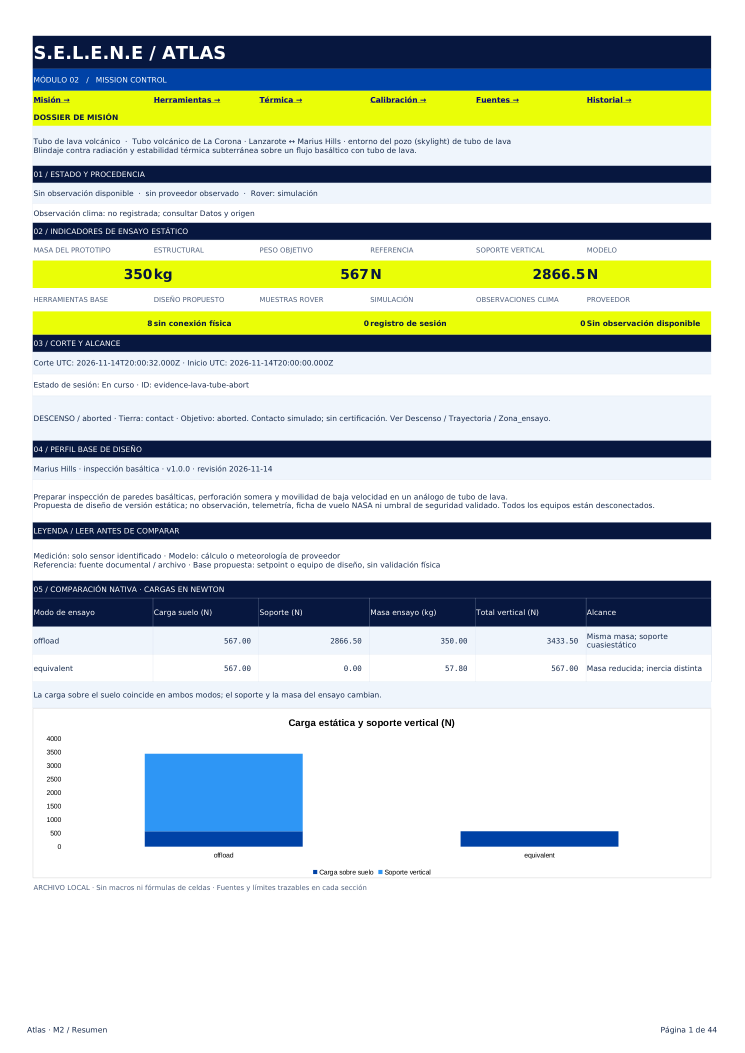 S.E.L.E.N.E / ATLAS
MÓDULO 02 / MISSION CONTROL
Misión → Herramientas → Térmica → Calibración → Fuentes → Historial →
DOSSIER DE MISIÓN
Tubo de lava volcánico · Tubo volcánico de La Corona · Lanzarote ↔ Marius Hills · entorno del pozo (skylight) de tubo de lava
Blindaje contra radiación y estabilidad térmica subterránea sobre un flujo basáltico con tubo de lava.
01 / ESTADO Y PROCEDENCIA
Sin observación disponible · sin proveedor observado · Rover: simulación
Observación clima: no registrada; consultar Datos y origen
02 / INDICADORES DE ENSAYO ESTÁTICO
MASA DEL PROTOTIPO ESTRUCTURAL PESO OBJETIVO REFERENCIA SOPORTE VERTICAL MODELO
350 kg 567 N 2866.5 N
HERRAMIENTAS BASE DISEÑO PROPUESTO MUESTRAS ROVER SIMULACIÓN OBSERVACIONES CLIMA PROVEEDOR
8 sin conexión física 0 registro de sesión 0 Sin observación disponible
03 / CORTE Y ALCANCE
Corte UTC: 2026-11-14T20:00:32.000Z · Inicio UTC: 2026-11-14T20:00:00.000Z
Estado de sesión: En curso · ID: evidence-lava-tube-abort
DESCENSO / aborted · Tierra: contact · Objetivo: aborted. Contacto simulado; sin certificación. Ver Descenso / Trayectoria / Zona_ensayo.
04 / PERFIL BASE DE DISEÑO
Marius Hills · inspección basáltica · v1.0.0 · revisión 2026-11-14
Preparar inspección de paredes basálticas, perforación somera y movilidad de baja velocidad en un análogo de tubo de lava.
Propuesta de diseño de versión estática; no observación, telemetría, ficha de vuelo NASA ni umbral de seguridad validado. Todos los equipos están desconectados.
LEYENDA / LEER ANTES DE COMPARAR
Medición: solo sensor identificado · Modelo: cálculo o meteorología de proveedor
Referencia: fuente documental / archivo · Base propuesta: setpoint o equipo de diseño, sin validación física
05 / COMPARACIÓN NATIVA · CARGAS EN NEWTON
Modo de ensayo Carga suelo (N) Soporte (N) Masa ensayo (kg) Total vertical (N) Alcance
offload 567.00 2866.50 350.00 3433.50 Misma masa; soporte
cuasiestático
equivalent 567.00 0.00 57.80 567.00 Masa reducida; inercia distinta
La carga sobre el suelo coincide en ambos modos; el soporte y la masa del ensayo cambian.
Carga estática y soporte vertical (N)
4000
3500
3000
2500
2000
1500
1000
500
0
offload equivalent
Carga sobre suelo Soporte vertical
ARCHIVO LOCAL · Sin macros ni fórmulas de celdas · Fuentes y límites trazables en cada sección
Atlas · M2 / Resumen Página 1 de 44